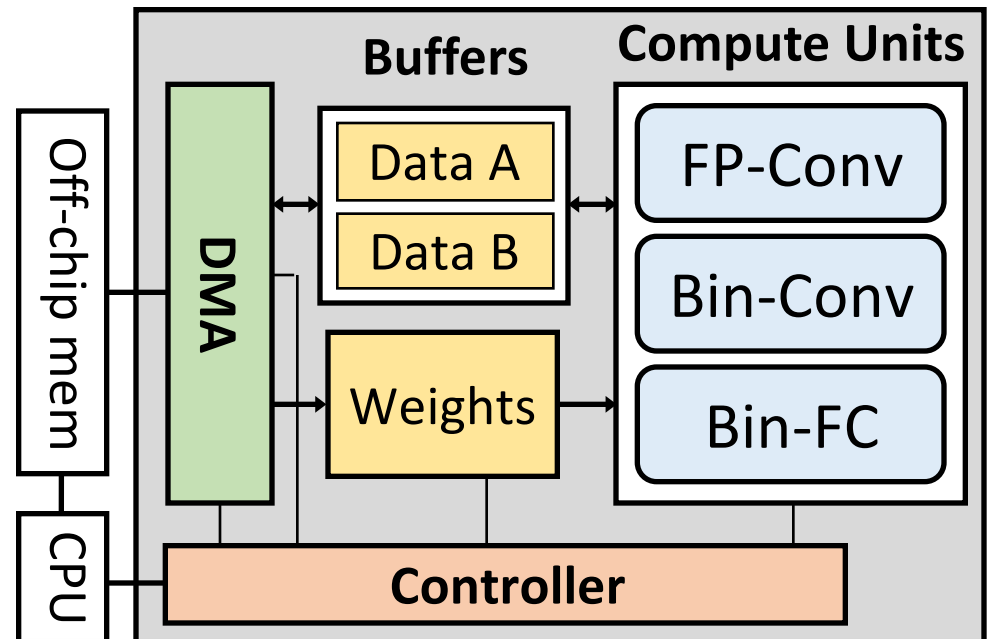 Buffers
Compute Units
Off-chip mem
DMA
Data A
Data B
Weights
FP-Conv
Bin-Conv
Bin-FC
CPU
Controller